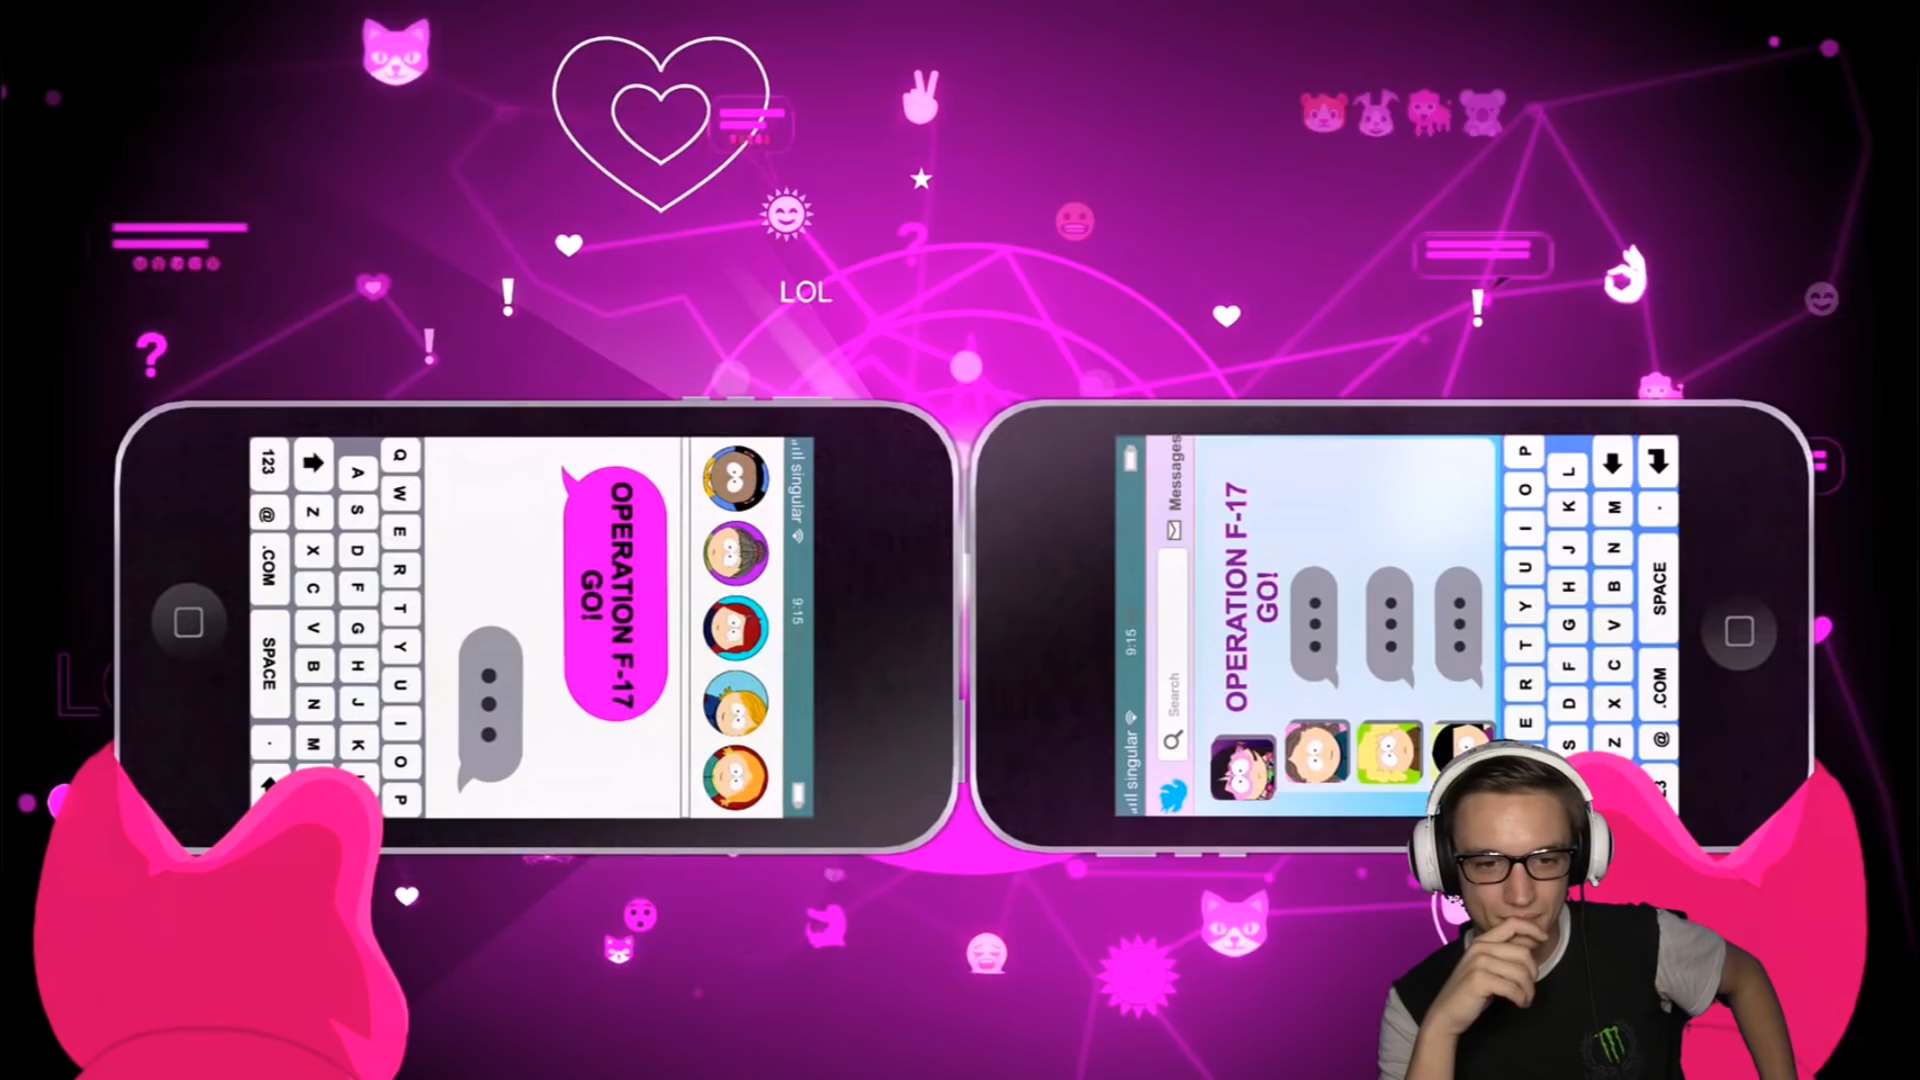 LOL
?
!
!
!
?
singular
9:15
OPERATION F-17
GO!
Q W E R T Y U I O P
A S D F G H J K
Z X C V B N M
123 @ .COM SPACE .
singular
9:15
Search
Messages
OPERATION F-17
GO!
E R T Y U I O P
S D F G H J K L
Z X C V B N M
@ .COM SPACE .